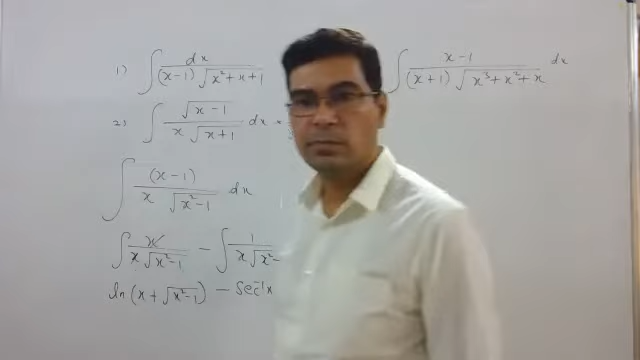 1) ∫ dx / (x-1) √(x²+x+1)
∫ x-1 / (x+1) √(x³+x²+x) dx
2) ∫ √(x-1) / x √(x+1) dx =
∫ (x-1) / x √(x²-1) dx
∫ x / x √(x²-1) - ∫ 1 / x √(x²-
ln (x + √(x²-1)) - Sec⁻¹x